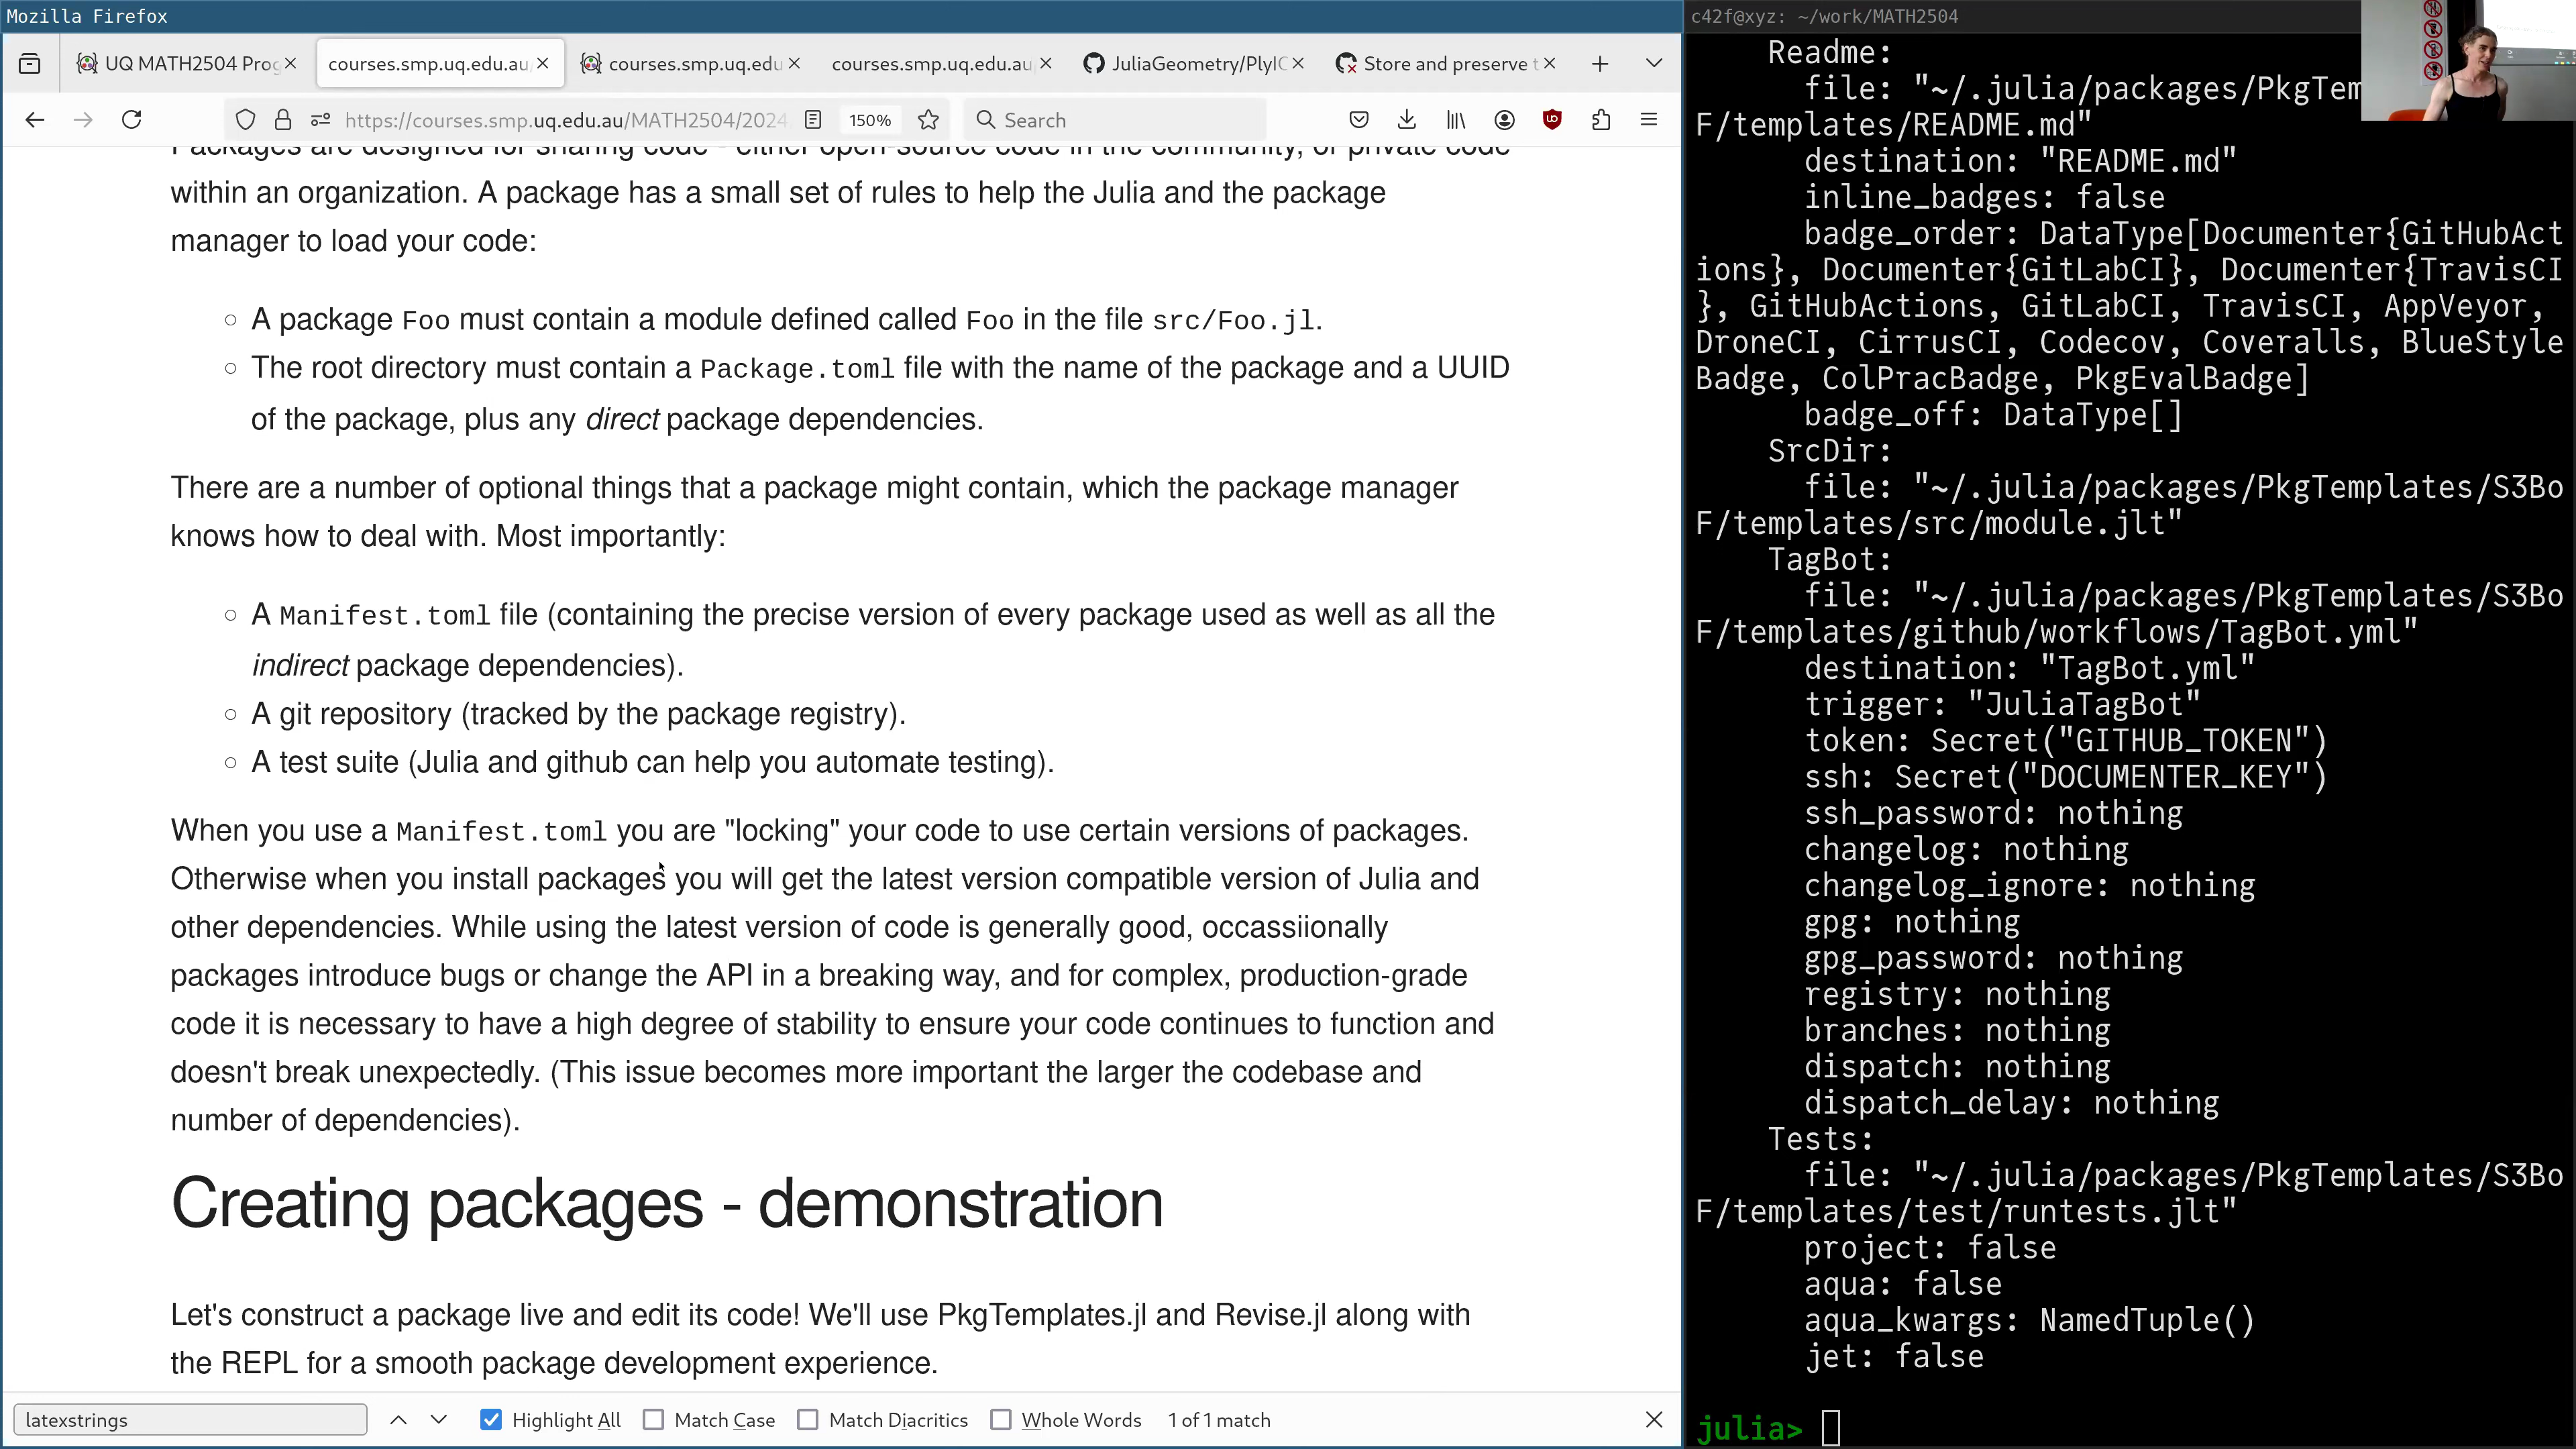 Mozilla Firefox
UQ MATH2504 Prog
courses.smp.uq.edu.au/
courses.smp.uq.edu
courses.smp.uq.edu.au
JuliaGeometry/PlyIO
Store and preserve t
https://courses.smp.uq.edu.au/MATH2504/2024
150%
Search
Packages are designed for sharing code - either open-source code in the community, or private code
within an organization. A package has a small set of rules to help the Julia and the package
manager to load your code:
A package Foo must contain a module defined called Foo in the file src/Foo.jl.
The root directory must contain a Package.toml file with the name of the package and a UUID
of the package, plus any direct package dependencies.
There are a number of optional things that a package might contain, which the package manager
knows how to deal with. Most importantly:
A Manifest.toml file (containing the precise version of every package used as well as all the
indirect package dependencies).
A git repository (tracked by the package registry).
A test suite (Julia and github can help you automate testing).
When you use a Manifest.toml you are "locking" your code to use certain versions of packages.
Otherwise when you install packages you will get the latest version compatible version of Julia and
other dependencies. While using the latest version of code is generally good, occassiionally
packages introduce bugs or change the API in a breaking way, and for complex, production-grade
code it is necessary to have a high degree of stability to ensure your code continues to function and
doesn't break unexpectedly. (This issue becomes more important the larger the codebase and
number of dependencies).
Creating packages - demonstration
Let's construct a package live and edit its code! We'll use PkgTemplates.jl and Revise.jl along with
the REPL for a smooth package development experience.
latexstrings
Highlight All
Match Case
Match Diacritics
Whole Words
1 of 1 match
c42f@xyz: ~/work/MATH2504
Readme:
file: "~/.julia/packages/PkgTem
F/templates/README.md"
destination: "README.md"
inline_badges: false
badge_order: DataType[Documenter{GitHubAct
ions}, Documenter{GitLabCI}, Documenter{TravisCI
}, GitHubActions, GitLabCI, TravisCI, AppVeyor,
DroneCI, CirrusCI, Codecov, Coveralls, BlueStyle
Badge, ColPracBadge, PkgEvalBadge]
badge_off: DataType[]
SrcDir:
file: "~/.julia/packages/PkgTemplates/S3Bo
F/templates/src/module.jlt"
TagBot:
file: "~/.julia/packages/PkgTemplates/S3Bo
F/templates/github/workflows/TagBot.yml"
destination: "TagBot.yml"
trigger: "JuliaTagBot"
token: Secret("GITHUB_TOKEN")
ssh: Secret("DOCUMENTER_KEY")
ssh_password: nothing
changelog: nothing
changelog_ignore: nothing
gpg: nothing
gpg_password: nothing
registry: nothing
branches: nothing
dispatch: nothing
dispatch_delay: nothing
Tests:
file: "~/.julia/packages/PkgTemplates/S3Bo
F/templates/test/runtests.jlt"
project: false
aqua: false
aqua_kwargs: NamedTuple()
jet: false
julia>